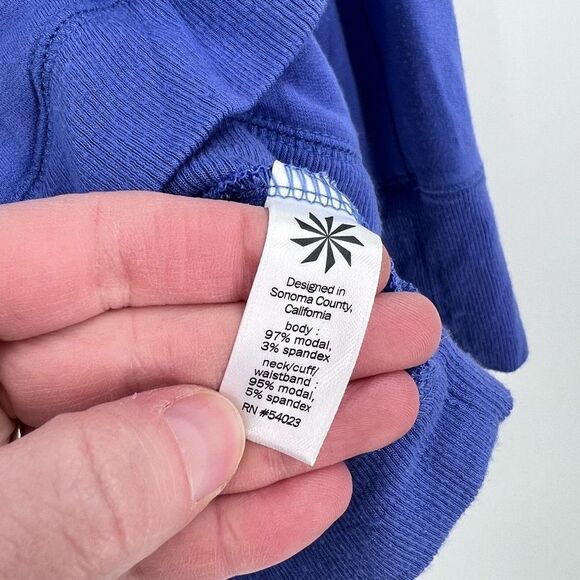 Designed in
Sonoma County,
California
body :
97% modal,
3% spandex
neck/cuff/
waistband :
95% modal,
5% spandex
RN #54023